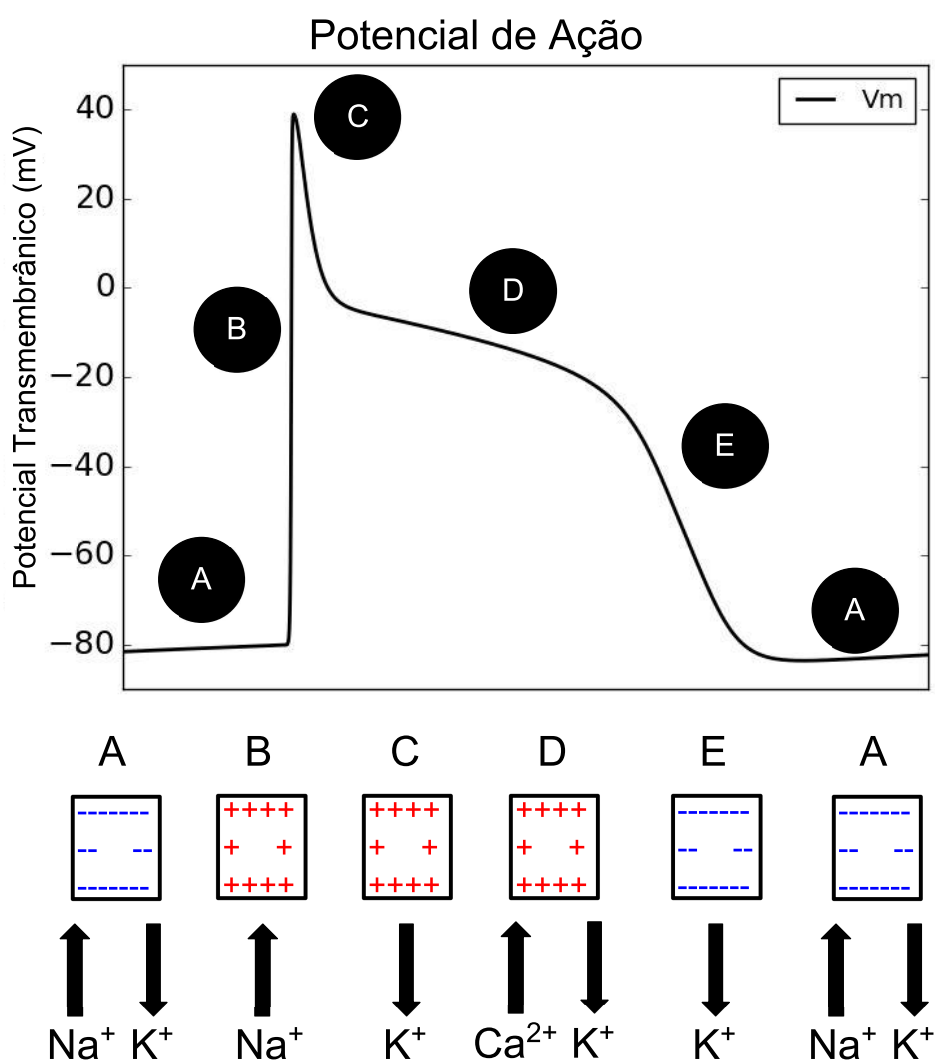 Potencial de Ação
Potencial Transmembrânico (mV)
40
20
0
−20
−40
−60
−80
Vm
C
D
B
E
A
A
A B C D E A
------- ++++ ++++ ++++ ------- -------
-- -- + + + + + + -- -- -- --
------- ++++ ++++ ++++ ------- -------
Na⁺ K⁺ Na⁺ K⁺ Ca²⁺ K⁺ K⁺ Na⁺ K⁺